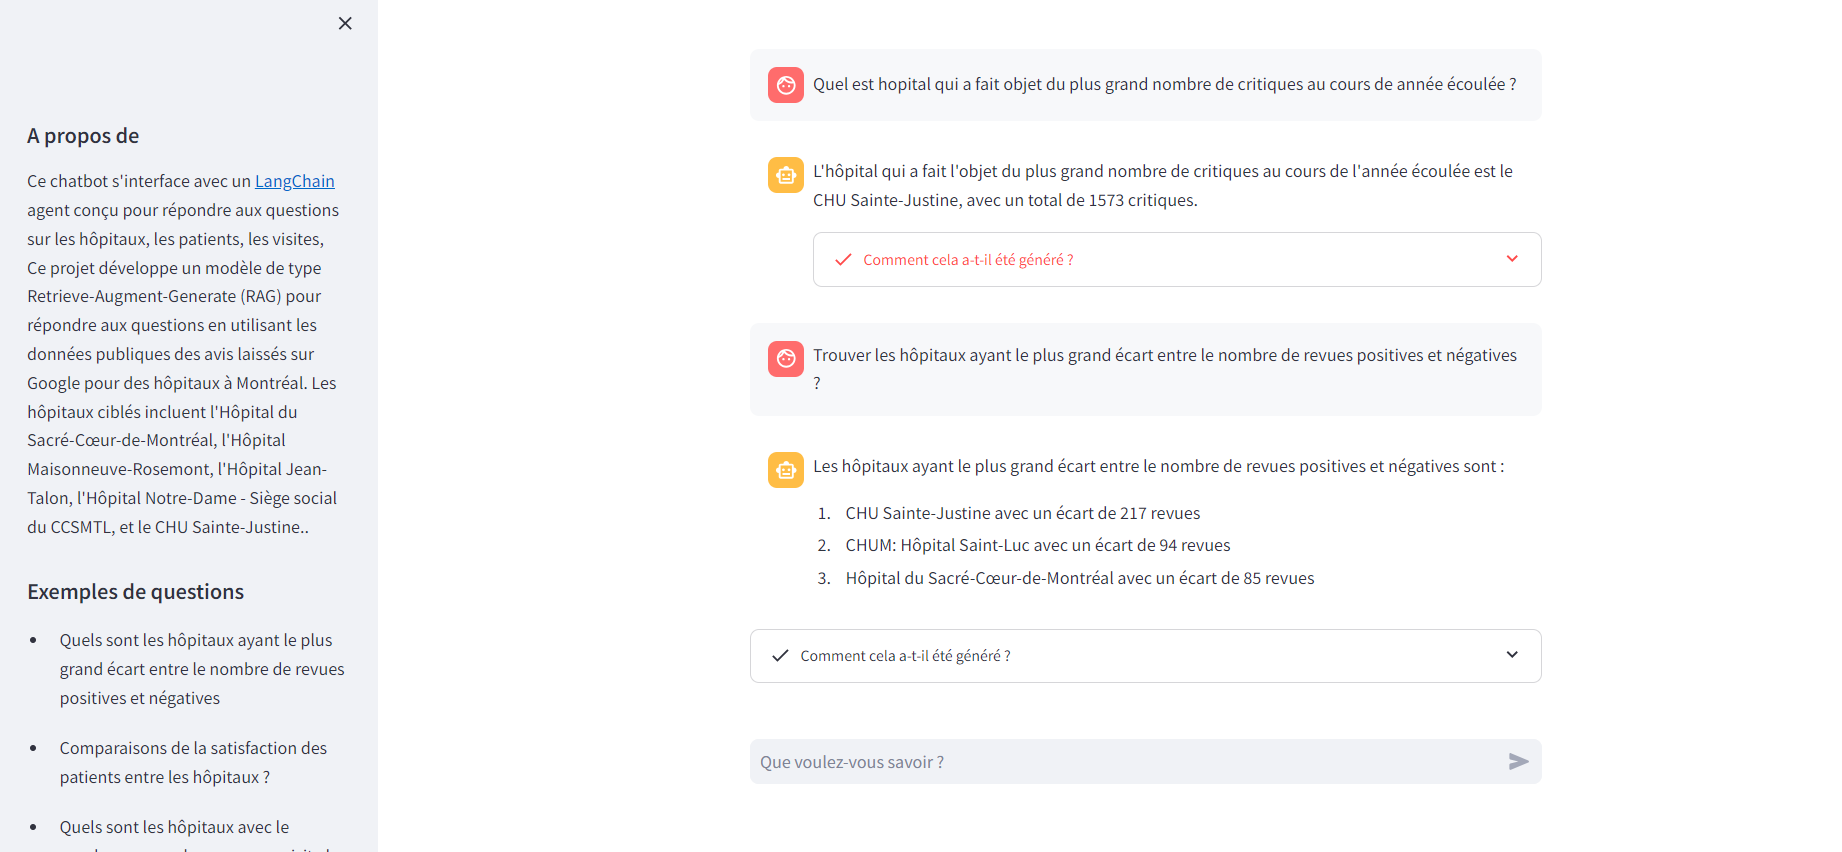 A propos de
Ce chatbot s'interface avec un LangChain
agent conçu pour répondre aux questions
sur les hôpitaux, les patients, les visites,
Ce projet développe un modèle de type
Retrieve-Augment-Generate (RAG) pour
répondre aux questions en utilisant les
données publiques des avis laissés sur
Google pour des hôpitaux à Montréal. Les
hôpitaux ciblés incluent l'Hôpital du
Sacré-Cœur-de-Montréal, l'Hôpital
Maisonneuve-Rosemont, l'Hôpital Jean-
Talon, l'Hôpital Notre-Dame - Siège social
du CCSMTL, et le CHU Sainte-Justine..
Exemples de questions
Quels sont les hôpitaux ayant le plus
grand écart entre le nombre de revues
positives et négatives
Comparaisons de la satisfaction des
patients entre les hôpitaux ?
Quels sont les hôpitaux avec le
Quel est hopital qui a fait objet du plus grand nombre de critiques au cours de année écoulée ?
L'hôpital qui a fait l'objet du plus grand nombre de critiques au cours de l'année écoulée est le
CHU Sainte-Justine, avec un total de 1573 critiques.
Comment cela a-t-il été généré ?
Trouver les hôpitaux ayant le plus grand écart entre le nombre de revues positives et négatives
?
Les hôpitaux ayant le plus grand écart entre le nombre de revues positives et négatives sont :
1. CHU Sainte-Justine avec un écart de 217 revues
2. CHUM: Hôpital Saint-Luc avec un écart de 94 revues
3. Hôpital du Sacré-Cœur-de-Montréal avec un écart de 85 revues
Comment cela a-t-il été généré ?
Que voulez-vous savoir ?